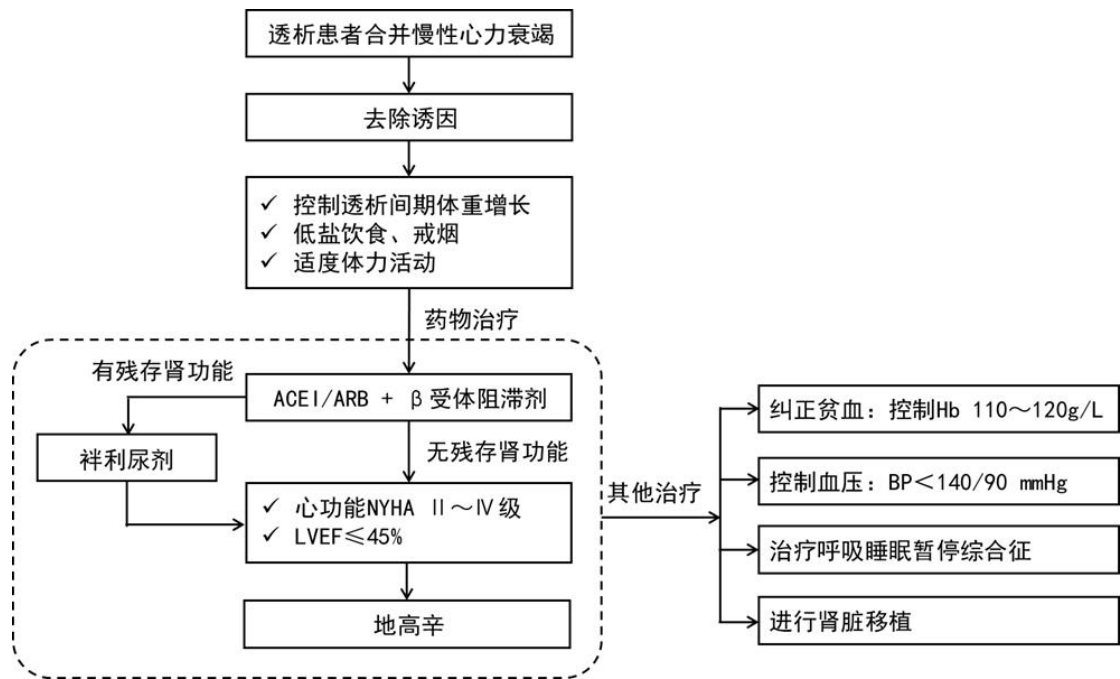 透析患者合并慢性心力衰竭
去除诱因
✓ 控制透析间期体重增长
✓ 低盐饮食、戒烟
✓ 适度体力活动
药物治疗
有残存肾功能
ACEI/ARB + β受体阻滞剂
袢利尿剂
无残存肾功能
✓ 心功能NYHA Ⅱ～Ⅳ级
✓ LVEF≤45%
地高辛
其他治疗
纠正贫血：控制Hb 110～120g/L
控制血压：BP＜140/90 mmHg
治疗呼吸睡眠暂停综合征
进行肾脏移植